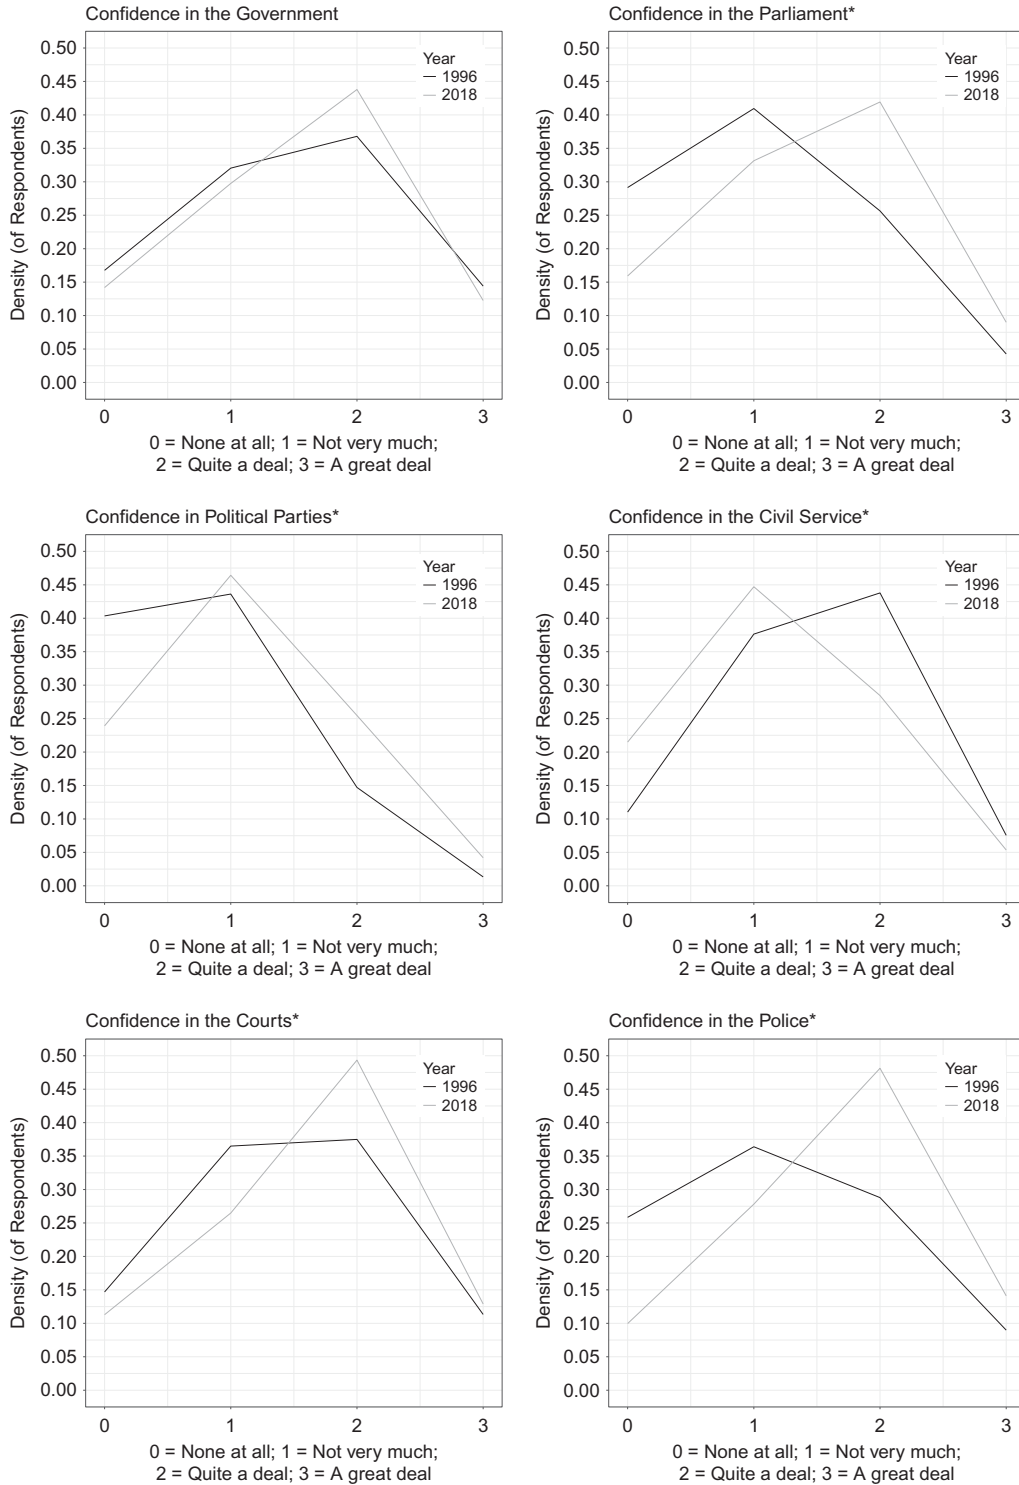 Confidence in the Government
Year
1996
2018
Density (of Respondents)
0.50
0.45
0.40
0.35
0.30
0.25
0.20
0.15
0.10
0.05
0.00
0 1 2 3
0 = None at all; 1 = Not very much;
2 = Quite a deal; 3 = A great deal
Confidence in the Parliament*
Year
1996
2018
Density (of Respondents)
0.50
0.45
0.40
0.35
0.30
0.25
0.20
0.15
0.10
0.05
0.00
0 1 2 3
0 = None at all; 1 = Not very much;
2 = Quite a deal; 3 = A great deal
Confidence in Political Parties*
Year
1996
2018
Density (of Respondents)
0.50
0.45
0.40
0.35
0.30
0.25
0.20
0.15
0.10
0.05
0.00
0 1 2 3
0 = None at all; 1 = Not very much;
2 = Quite a deal; 3 = A great deal
Confidence in the Civil Service*
Year
1996
2018
Density (of Respondents)
0.50
0.45
0.40
0.35
0.30
0.25
0.20
0.15
0.10
0.05
0.00
0 1 2 3
0 = None at all; 1 = Not very much;
2 = Quite a deal; 3 = A great deal
Confidence in the Courts*
Year
1996
2018
Density (of Respondents)
0.50
0.45
0.40
0.35
0.30
0.25
0.20
0.15
0.10
0.05
0.00
0 1 2 3
0 = None at all; 1 = Not very much;
2 = Quite a deal; 3 = A great deal
Confidence in the Police*
Year
1996
2018
Density (of Respondents)
0.50
0.45
0.40
0.35
0.30
0.25
0.20
0.15
0.10
0.05
0.00
0 1 2 3
0 = None at all; 1 = Not very much;
2 = Quite a deal; 3 = A great deal